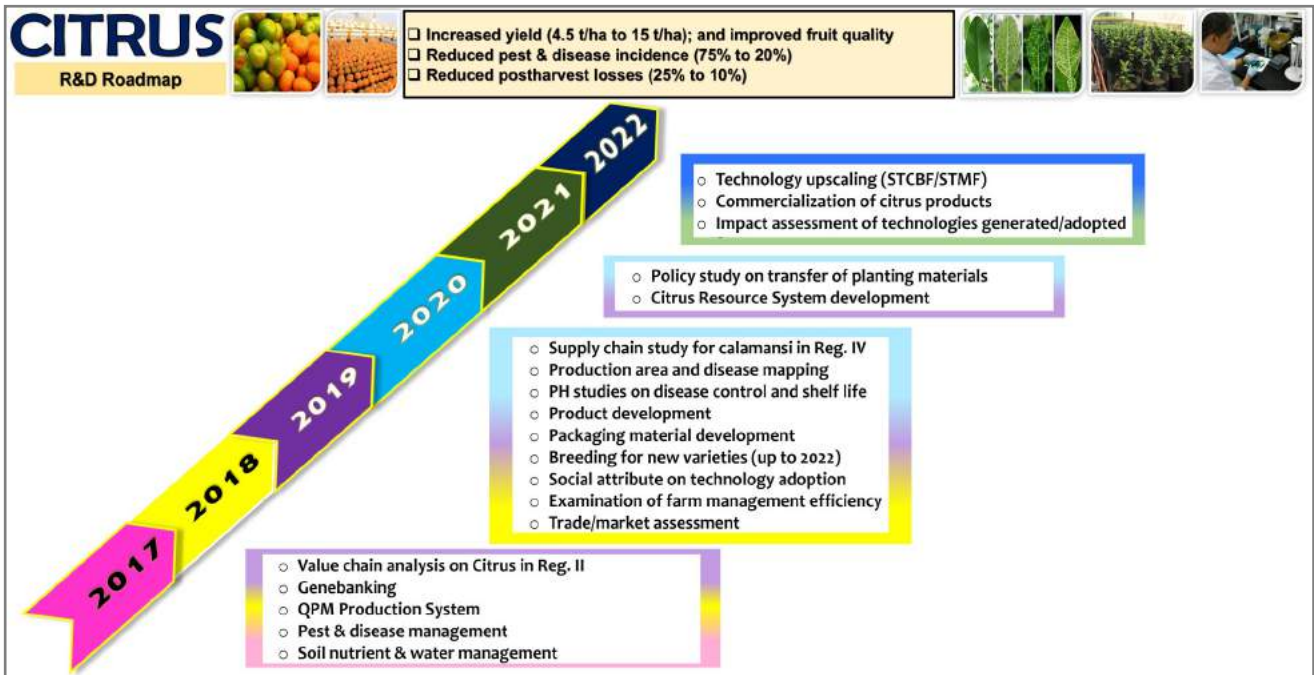 CITRUS
R&D Roadmap
❑ Increased yield (4.5 t/ha to 15 t/ha); and improved fruit quality
❑ Reduced pest & disease incidence (75% to 20%)
❑ Reduced postharvest losses (25% to 10%)
2022
2021
2020
2019
2018
2017
o Technology upscaling (STCBF/STMF)
o Commercialization of citrus products
o Impact assessment of technologies generated/adopted
o Policy study on transfer of planting materials
o Citrus Resource System development
o Supply chain study for calamansi in Reg. IV
o Production area and disease mapping
o PH studies on disease control and shelf life
o Product development
o Packaging material development
o Breeding for new varieties (up to 2022)
o Social attribute on technology adoption
o Examination of farm management efficiency
o Trade/market assessment
o Value chain analysis on Citrus in Reg. II
o Genebanking
o QPM Production System
o Pest & disease management
o Soil nutrient & water management